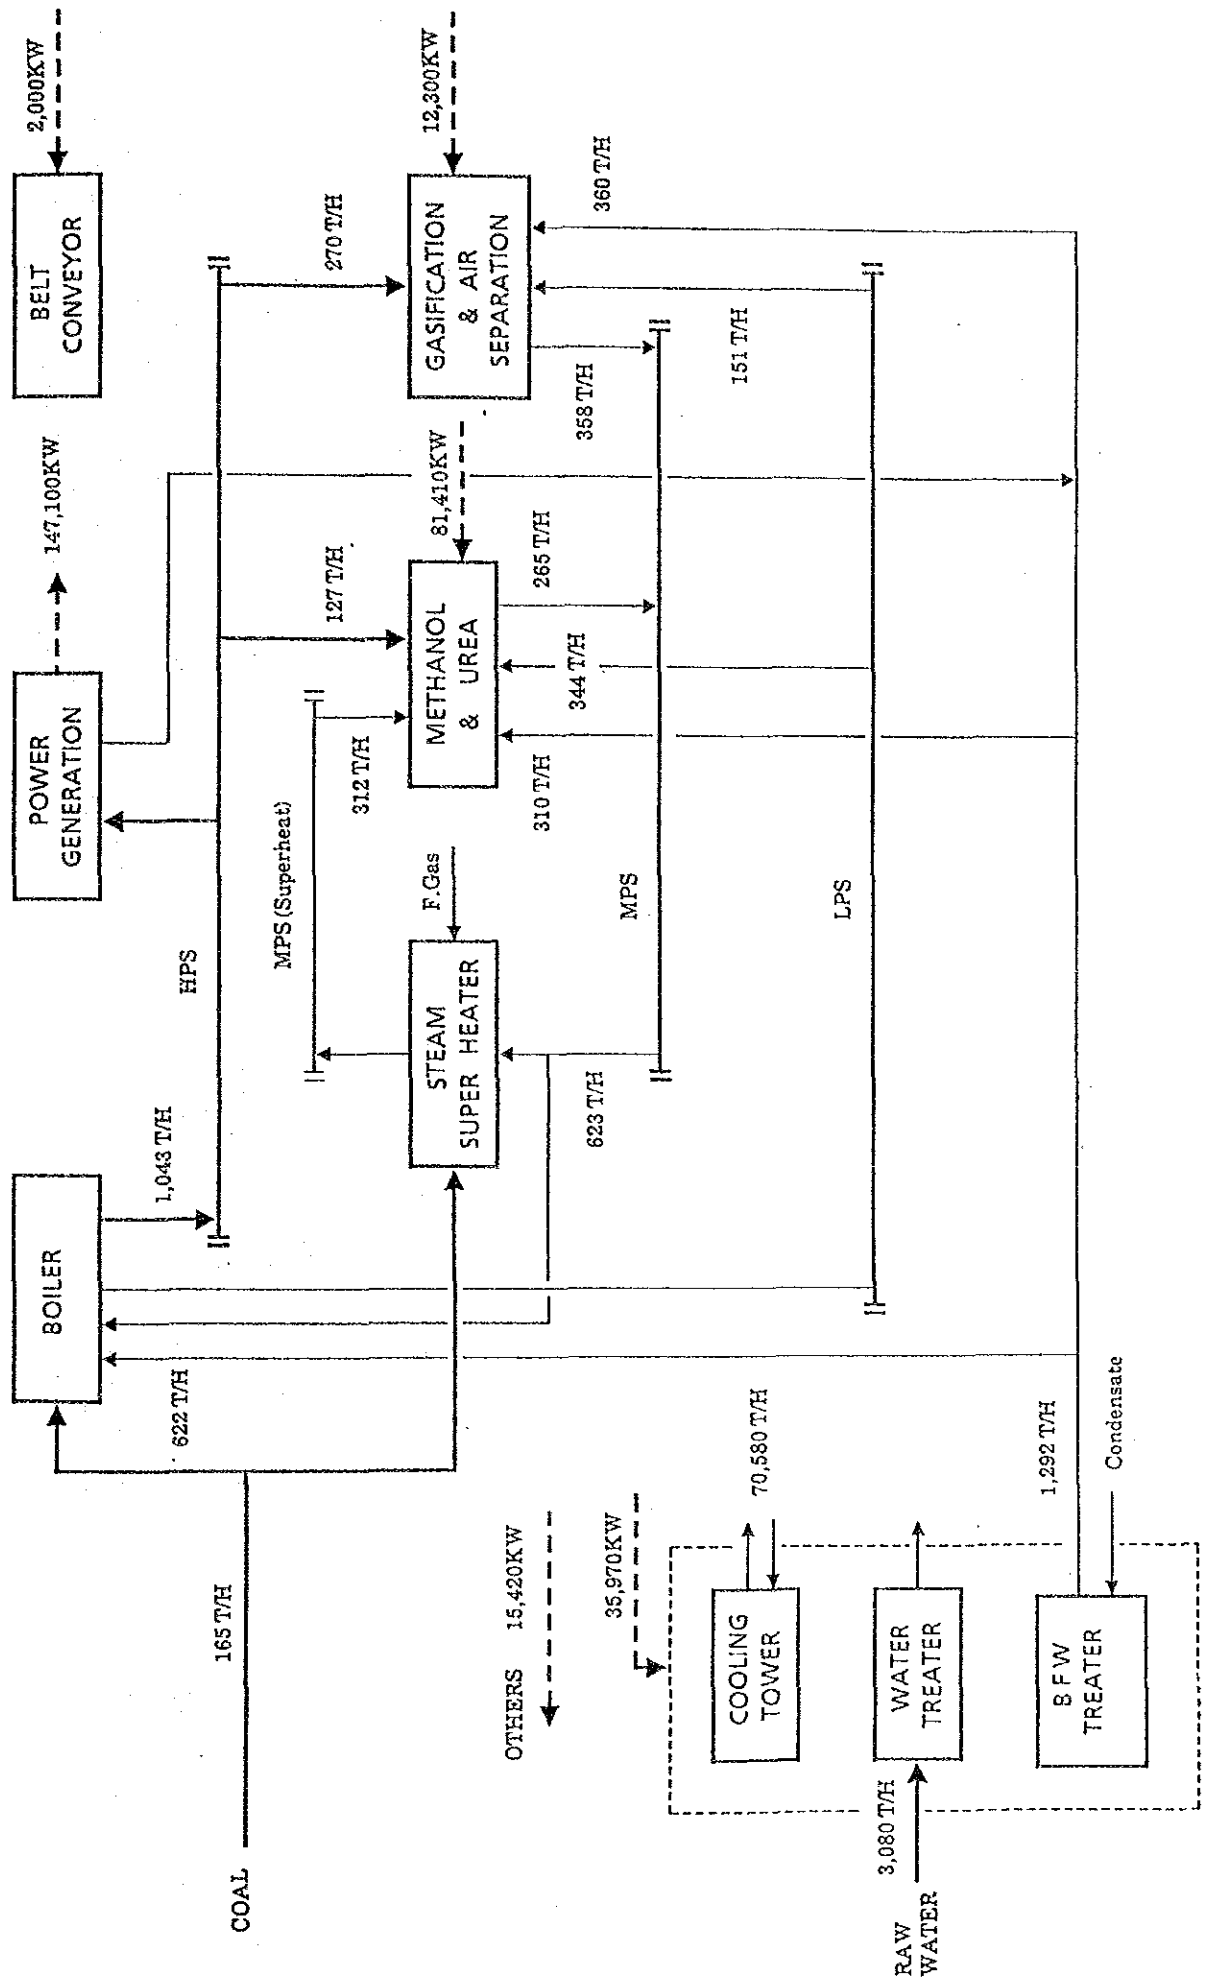 COAL
165 T/H
622 T/H
BOILER
1,043 T/H
HPS
POWER
GENERATION
147,100KW
BELT
CONVEYOR
2,000KW
MPS (Superheat)
312 T/H
127 T/H
270 T/H
STEAM
SUPER HEATER
F.Gas
METHANOL
& UREA
81,410KW
GASIFICATION
& AIR
SEPARATION
12,300KW
623 T/H
310 T/H
344 T/H
265 T/H
358 T/H
360 T/H
MPS
151 T/H
LPS
OTHERS 15,420KW
35,970KW
COOLING
TOWER
70,580 T/H
RAW
WATER
3,080 T/H
WATER
TREATER
B F W
TREATER
1,292 T/H
Condensate